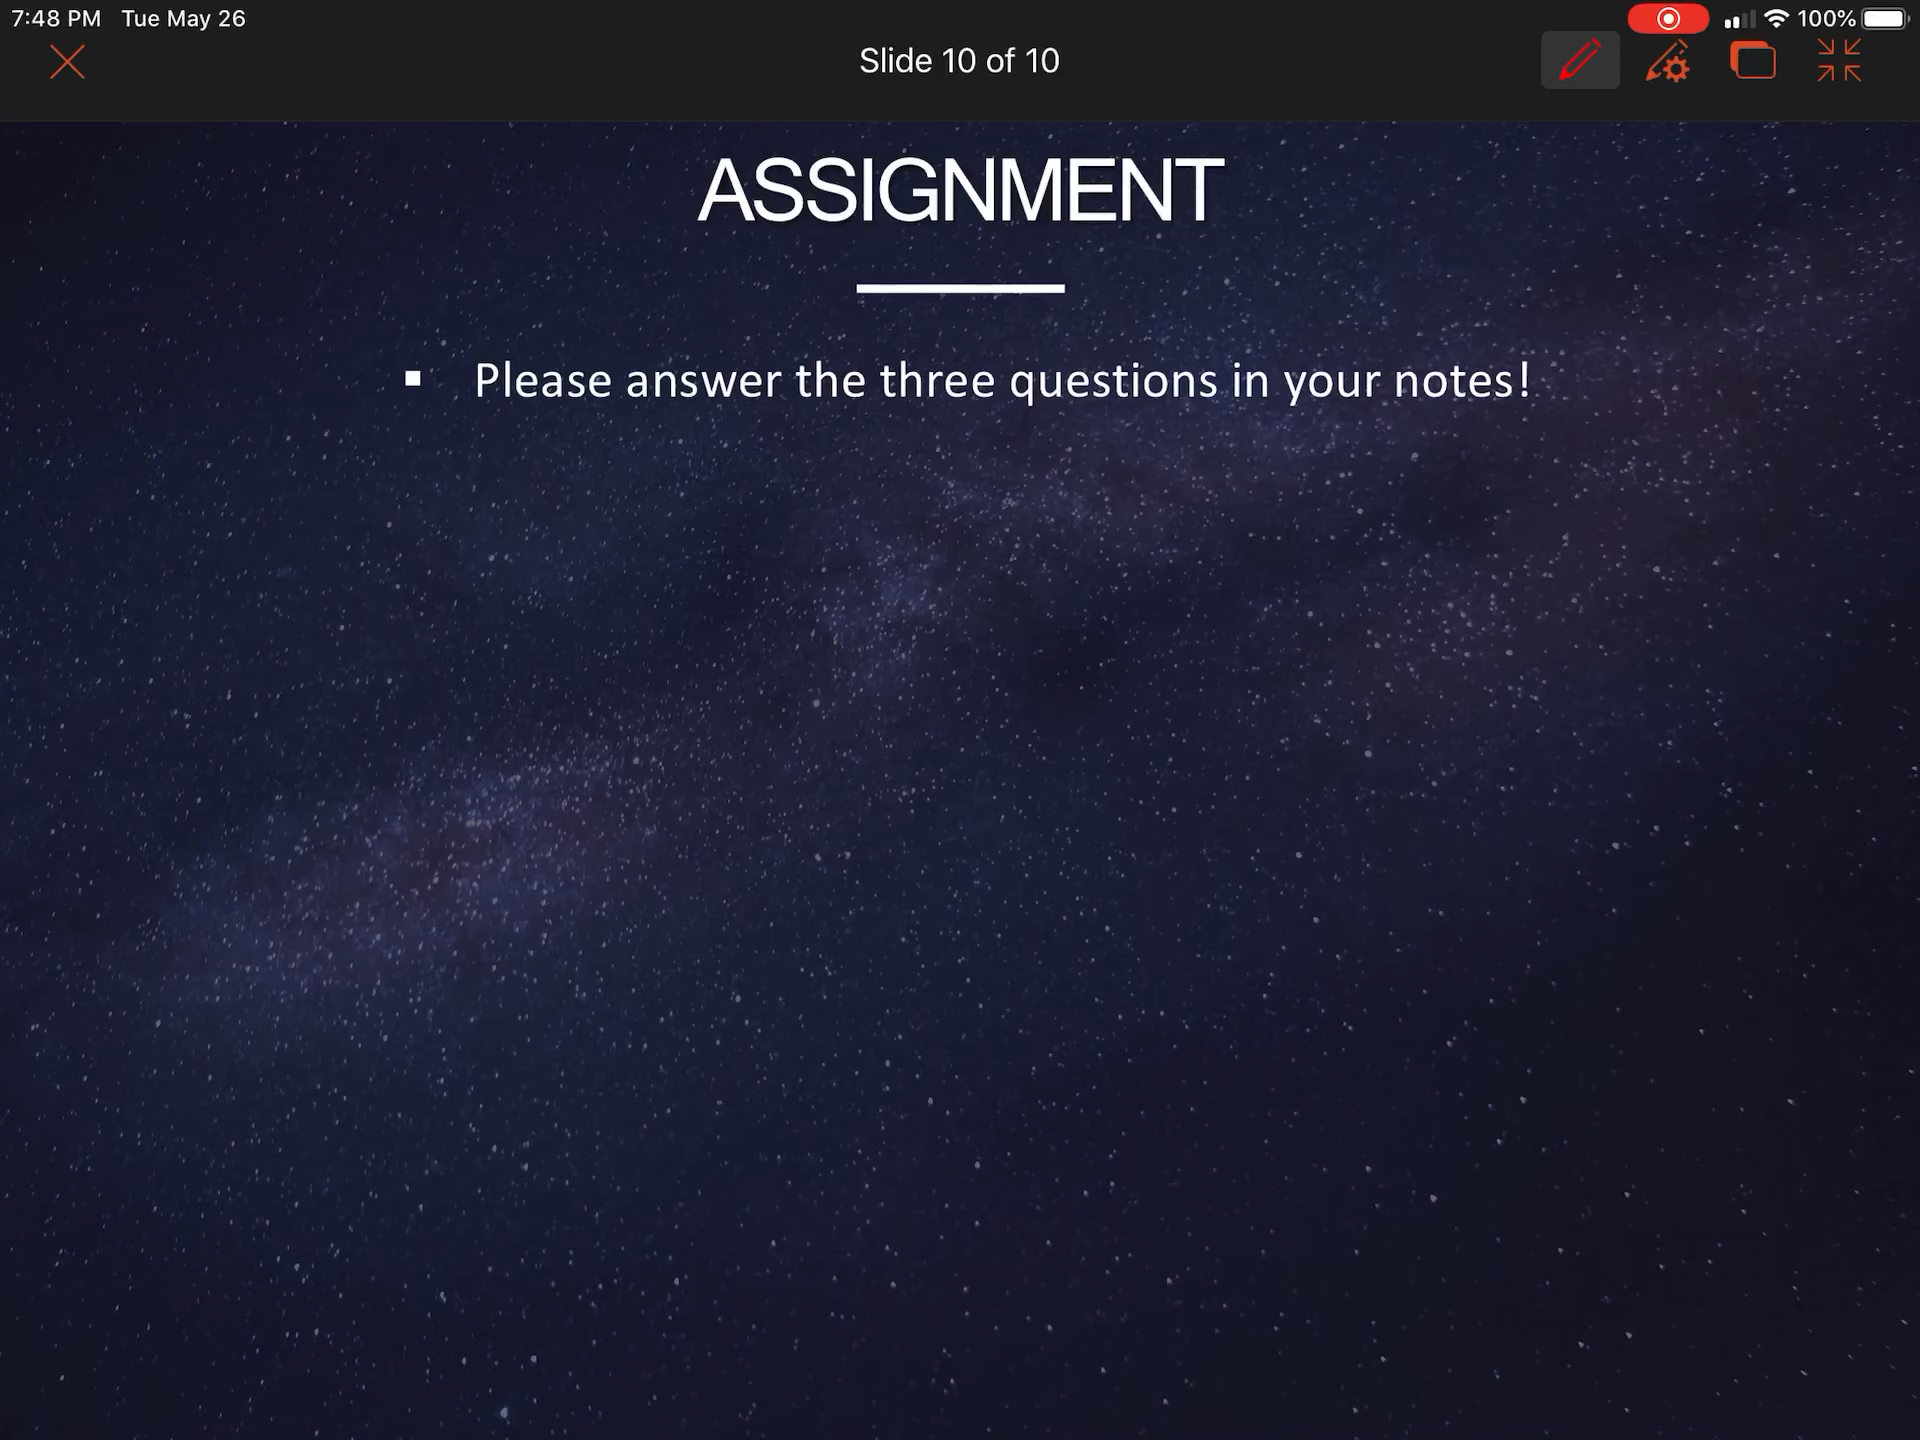 7:48 PM Tue May 26
100%
Slide 10 of 10
ASSIGNMENT
▪ Please answer the three questions in your notes!